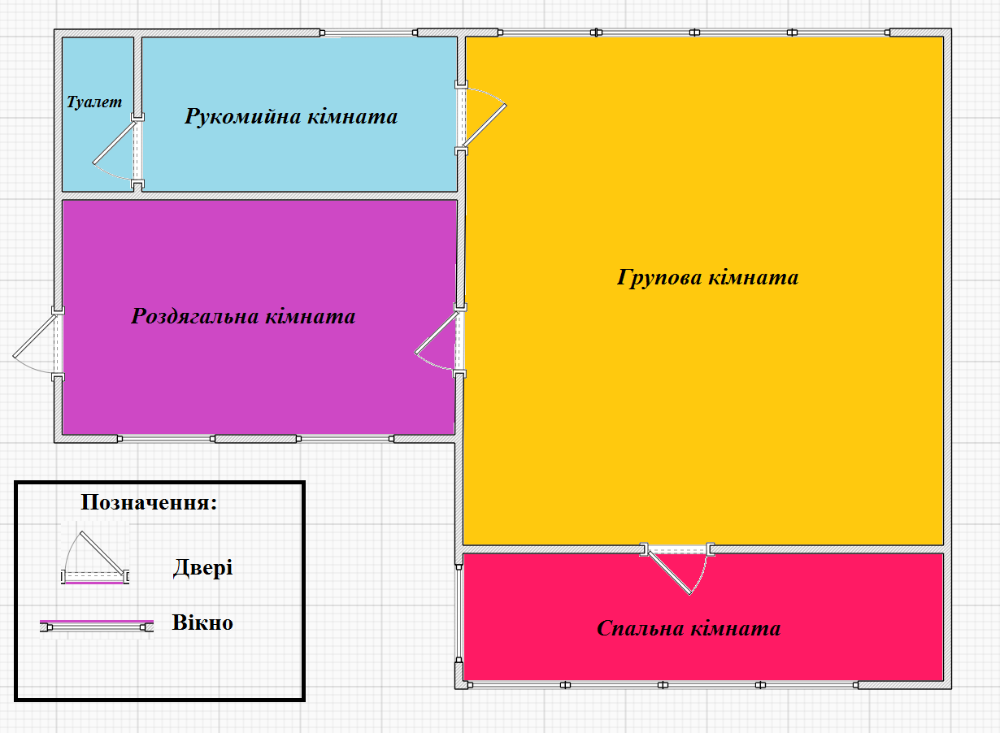 Туалет
Рукомийна кімната
Групова кімната
Роздягальна кімната
Позначення:
Двері
Вікно
Спальна кімната